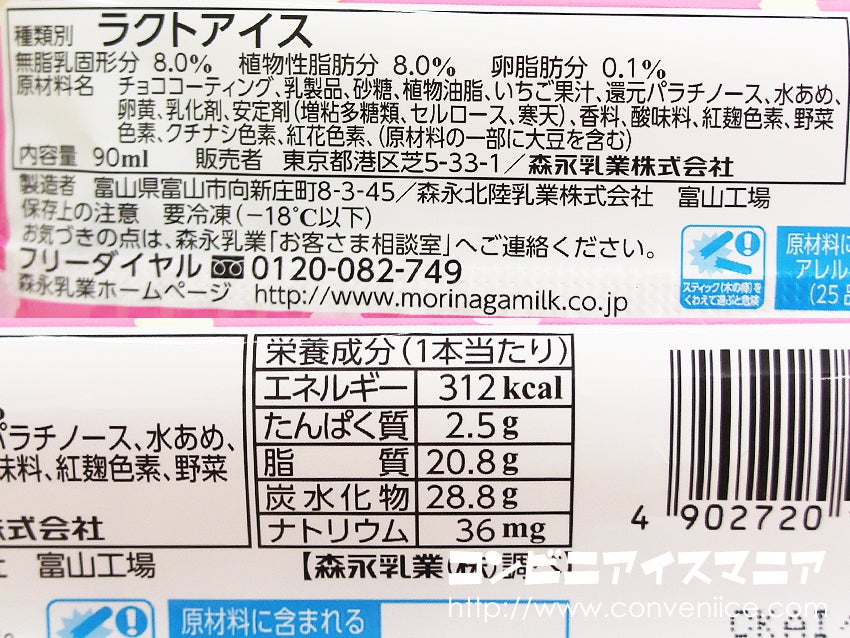 種類別 ラクトアイス
無脂乳固形分 8.0% 植物性脂肪分 8.0% 卵脂肪分 0.1%
原材料名 チョココーティング、乳製品、砂糖、植物油脂、いちご果汁、還元パラチノース、水あめ、
卵黄、乳化剤、安定剤(増粘多糖類、セルロース、寒天)、香料、酸味料、紅麹色素、野菜
色素、クチナシ色素、紅花色素、(原材料の一部に大豆を含む)
内容量 90ml 販売者 東京都港区芝5-33-1/森永乳業株式会社
製造者 富山県富山市向新庄町8-3-45/森永北陸乳業株式会社 富山工場
保存上の注意 要冷凍(−18℃以下)
お気づきの点は、森永乳業「お客さま相談室」へご連絡ください。
フリーダイヤル 0120-082-749
森永乳業ホームページ http://www.morinagamilk.co.jp
スティック(木の棒)を
くわえて遊ぶと危険
原材料に
アレル
(25品
栄養成分(1本当たり)
エネルギー 312kcal
たんぱく質 2.5g
脂質 20.8g
炭水化物 28.8g
ナトリウム 36mg
【森永乳業(株)調べ】
パラチノース、水あめ、
味料、紅麹色素、野菜
式会社
富山工場
原材料に含まれる
4 902720
コンビニアイスマニア
http://www.conveniice.com/